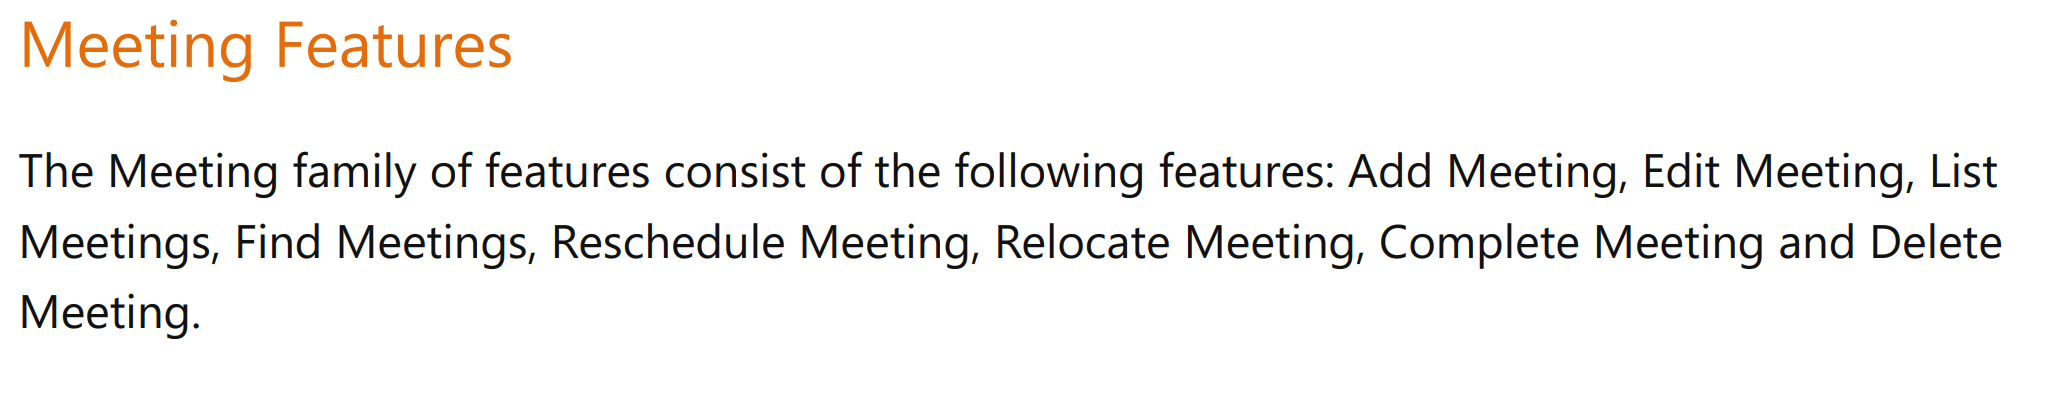 Meeting Features
The Meeting family of features consist of the following features: Add Meeting, Edit Meeting, List
Meetings, Find Meetings, Reschedule Meeting, Relocate Meeting, Complete Meeting and Delete
Meeting.